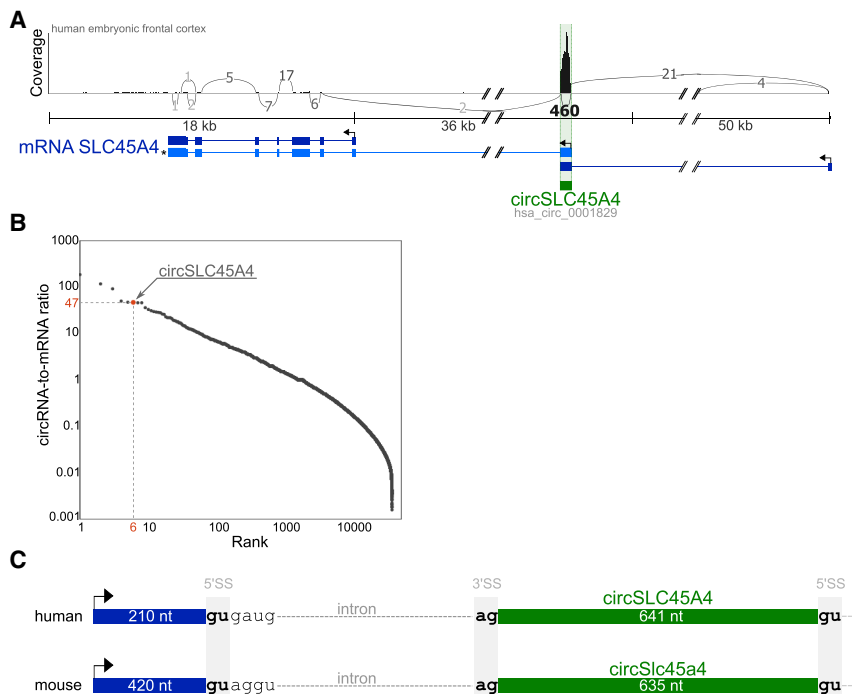 A
human embryonic frontal cortex
Coverage
1 5 17 21 4
1 2 7 6 2 460
18 kb 36 kb 50 kb
mRNA SLC45A4
*
circSLC45A4
hsa_circ_0001829
B
1000
circSLC45A4
100
47
10
1
0.1
0.01
0.001
circRNA-to-mRNA ratio
1 6 10 100 1000 10000
Rank
C
5'SS 3'SS 5'SS
circSLC45A4
human 210 nt gugaug intron ag 641 nt gu
circSlc45a4
mouse 420 nt guaggu intron ag 635 nt gu